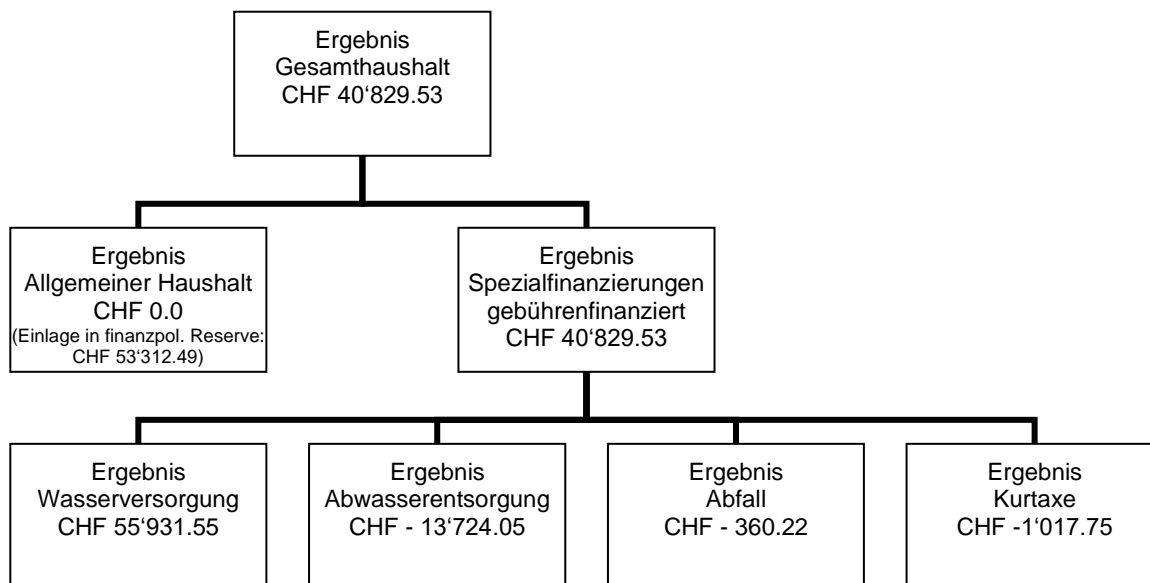 Ergebnis
Gesamthaushalt
CHF 40‘829.53
Ergebnis
Allgemeiner Haushalt
CHF 0.0
(Einlage in finanzpol. Reserve:
CHF 53‘312.49)
Ergebnis
Spezialfinanzierungen
gebührenfinanziert
CHF 40‘829.53
Ergebnis
Wasserversorgung
CHF 55‘931.55
Ergebnis
Abwasserentsorgung
CHF - 13‘724.05
Ergebnis
Abfall
CHF - 360.22
Ergebnis
Kurtaxe
CHF -1‘017.75